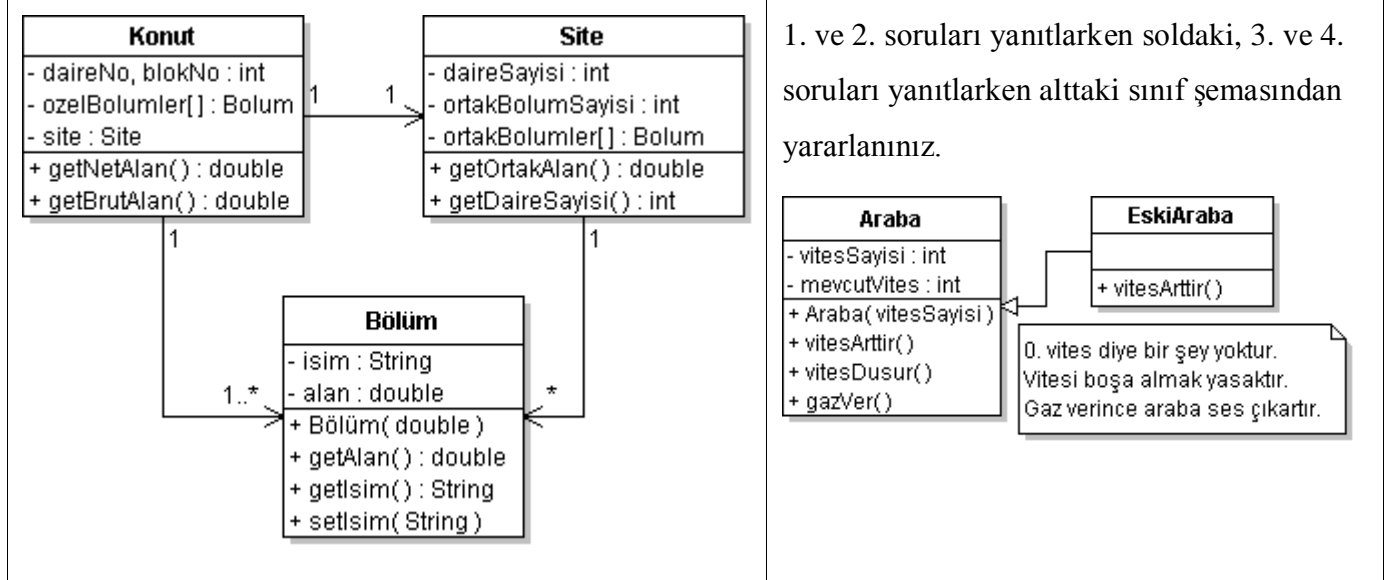 Konut
- daireNo, blokNo : int
- ozelBolumler[] : Bolum
- site : Site
+ getNetAlan() : double
+ getBrutAlan() : double
1
1
Site
- daireSayisi : int
- ortakBolumSayisi : int
- ortakBolumler[] : Bolum
+ getOrtakAlan() : double
+ getDaireSayisi() : int
1
1
Bölüm
- isim : String
- alan : double
+ Bölüm( double )
+ getAlan() : double
+ getIsim() : String
+ setIsim( String )
1..*
*
1. ve 2. soruları yanıtlarken soldaki, 3. ve 4.
soruları yanıtlarken alttaki sınıf şemasından
yararlanınız.
Araba
- vitesSayisi : int
- mevcutVites : int
+ Araba( vitesSayisi )
+ vitesArttir()
+ vitesDusur()
+ gazVer()
EskiAraba
+ vitesArttir()
0. vites diye bir şey yoktur.
Vitesi boşa almak yasaktır.
Gaz verince araba ses çıkartır.